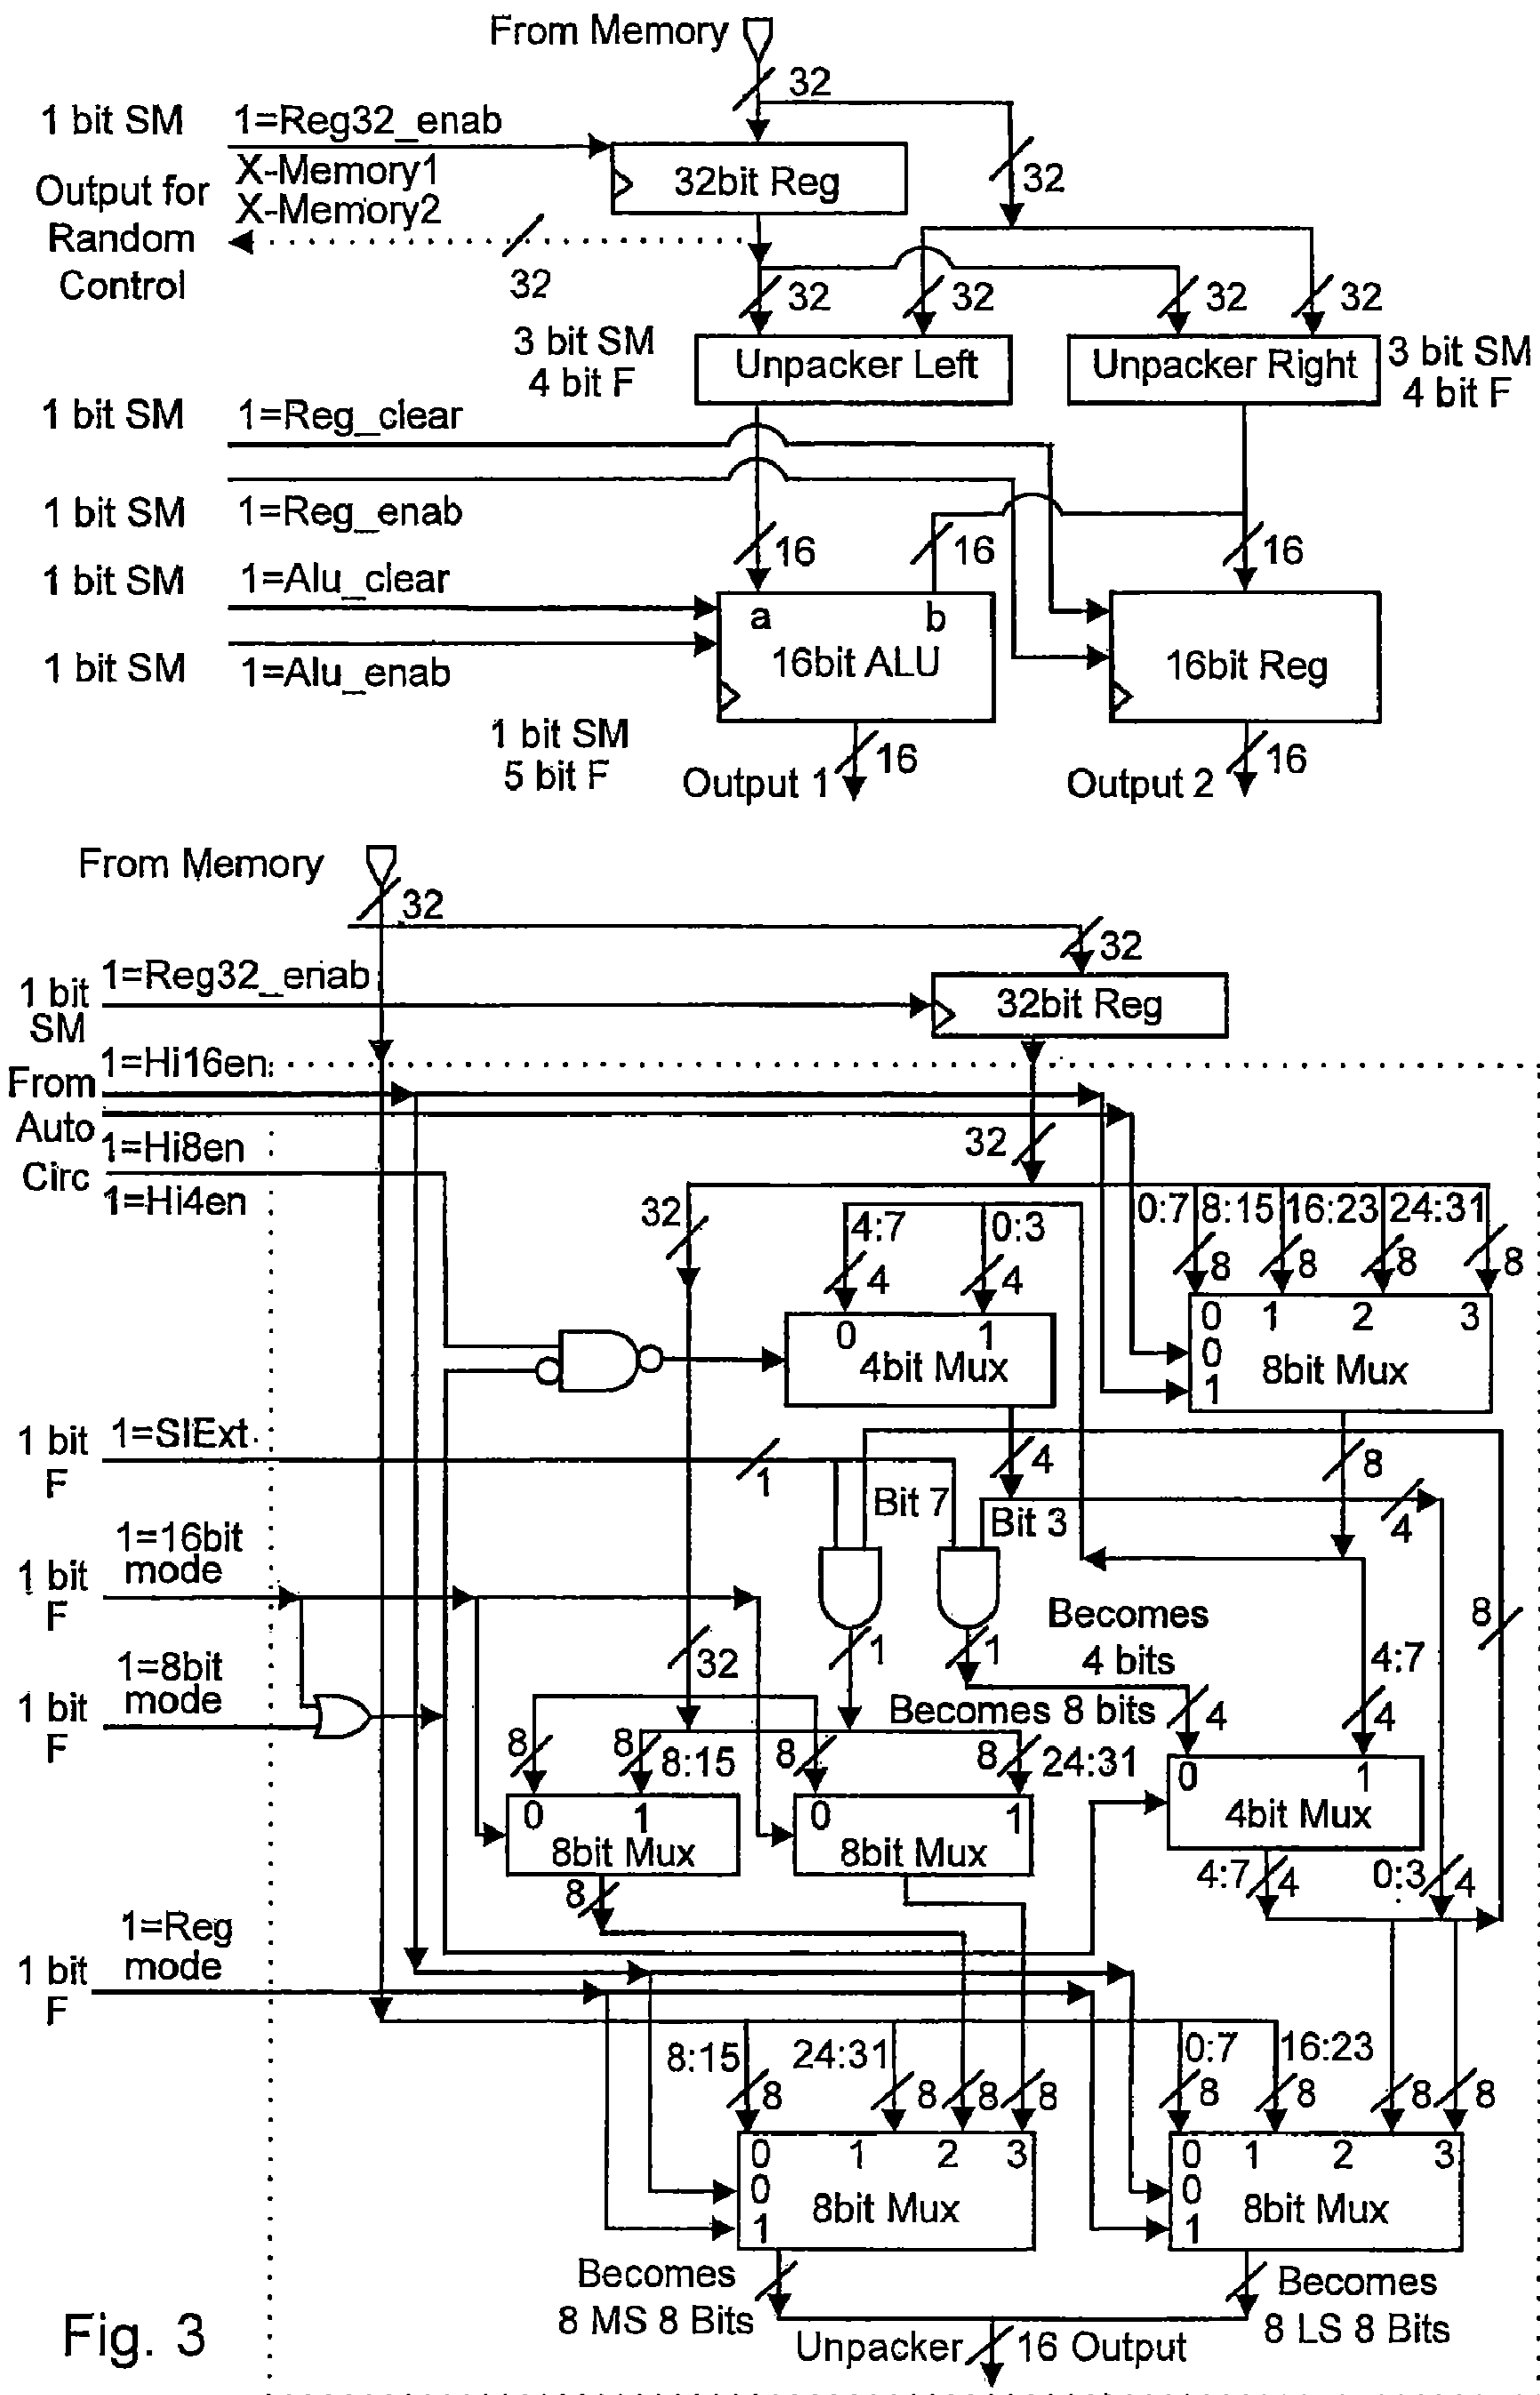 From Memory
32
1 bit SM 1=Reg32_enab
X-Memory1
32bit Reg
32
Output for
X-Memory2
Random
Control
32
32 32 32 32
3 bit SM
4 bit F
Unpacker Left
Unpacker Right
3 bit SM
4 bit F
1 bit SM 1=Reg_clear
1 bit SM 1=Reg_enab
16 16 16
1 bit SM 1=Alu_clear
a b
16bit ALU
16bit Reg
1 bit SM 1=Alu_enab
1 bit SM
5 bit F
16 16
Output 1
Output 2
From Memory
32
32
1=Reg32_enab
1 bit
SM
32bit Reg
1=Hi16en
From
Auto
Circ
1=Hi8en
1=Hi4en
32
32
4:7 0:3
0:7 8:15 16:23 24:31
4 4
8 8 8 8
0 1
4bit Mux
0 1 2 3
0
8bit Mux
1
1 bit
F
1=SIExt
1
4
8
Bit 7
Bit 3
4
1=16bit
mode
1 bit
F
8
1 1
Becomes
4 bits
1=8bit
mode
1 bit
F
32
4:7
Becomes 8 bits
4 4
8 8 8:15 8 8 24:31
0 1
8bit Mux
0 1
8bit Mux
0 1
4bit Mux
8
4:7 4 0:3 4
1=Reg
mode
1 bit
F
8:15 24:31 0:7 16:23
8 8 8 8 8 8 8 8
0 1 2 3
0
8bit Mux
1
0 1 2 3
0
8bit Mux
1
Becomes
8 MS 8 Bits
Becomes
8 LS 8 Bits
Unpacker 16 Output
Fig. 3